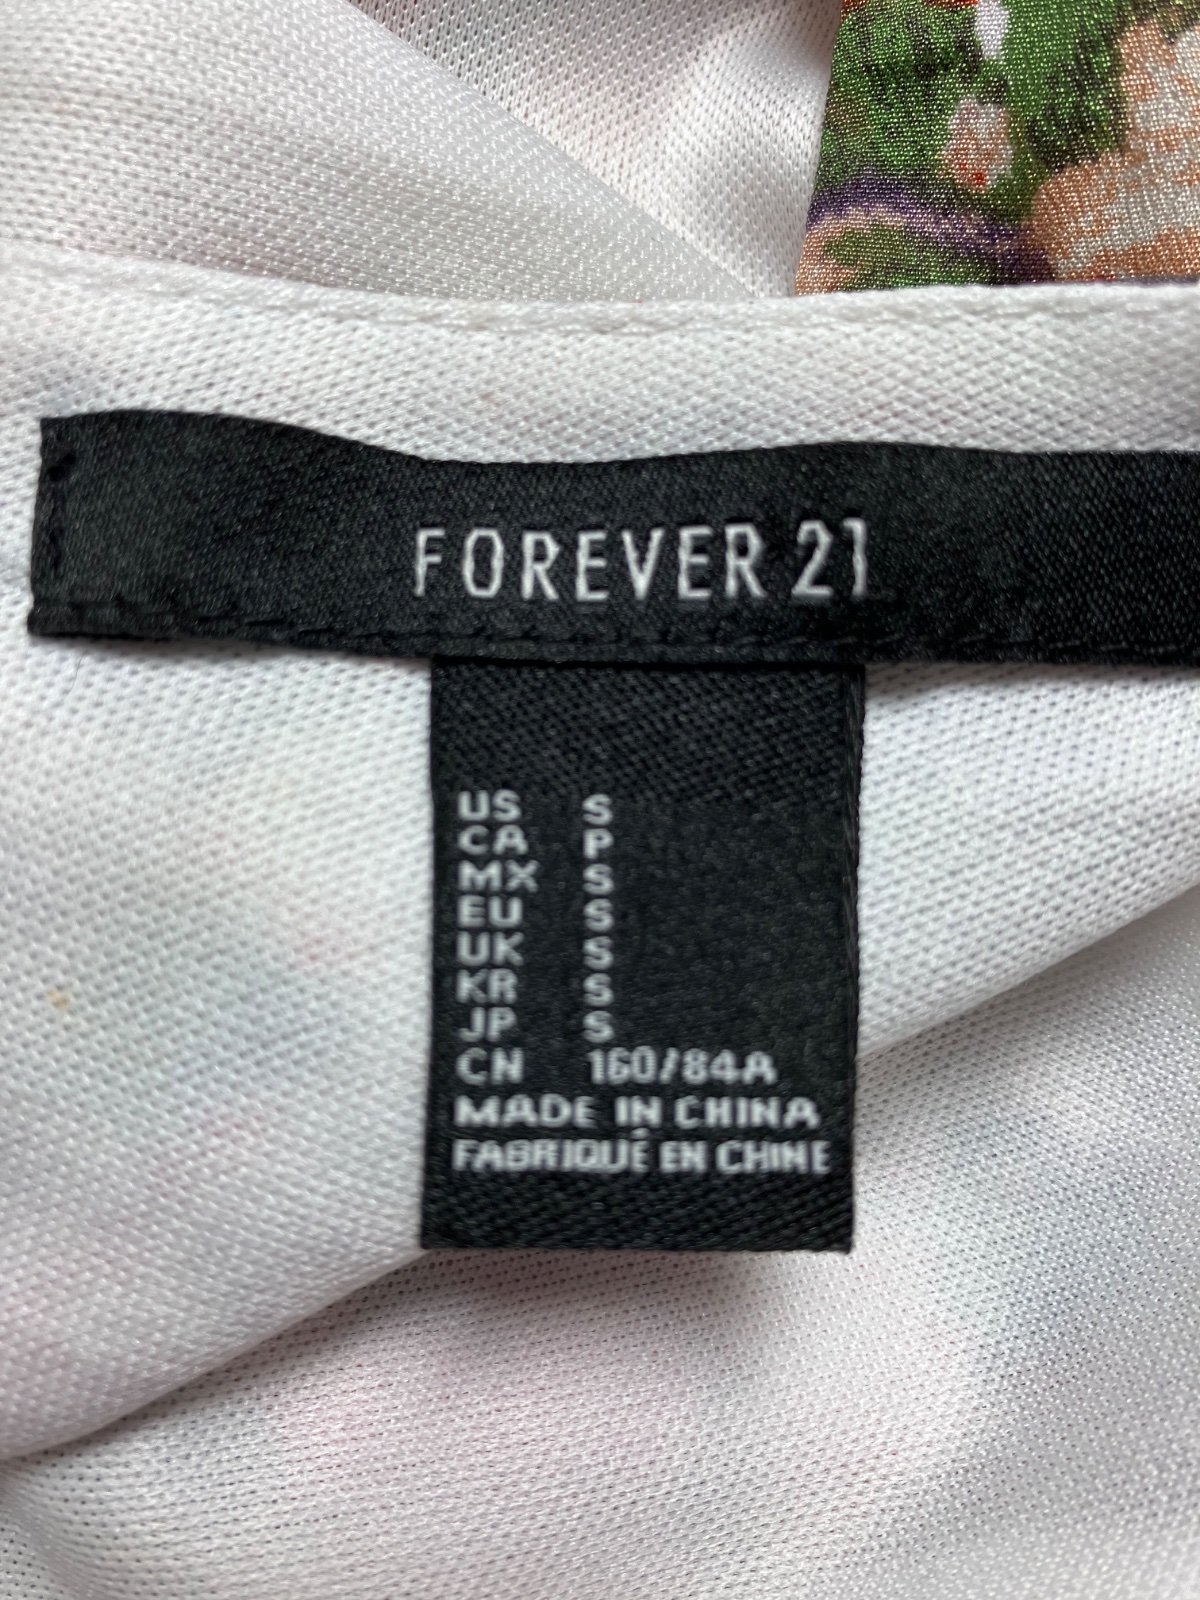 FOREVER 21
US S
CA P
MX S
EU S
UK S
KR S
JP S
CN 160/84A
MADE IN CHINA
FABRIQUÉ EN CHINE